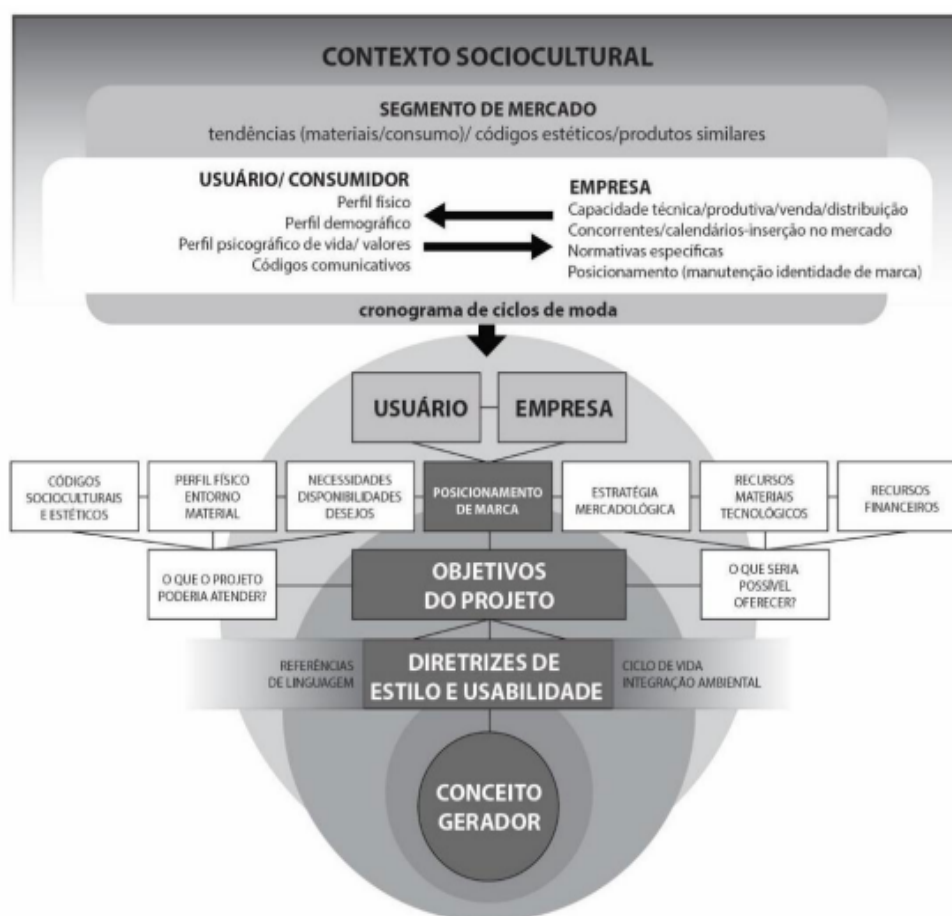 CONTEXTO SOCIOCULTURAL
SEGMENTO DE MERCADO
tendências (materiais/consumo)/ códigos estéticos/produtos similares
USUÁRIO/ CONSUMIDOR
Perfil físico
Perfil demográfico
Perfil psicográfico de vida/ valores
Códigos comunicativos
EMPRESA
Capacidade técnica/produtiva/venda/distribuição
Concorrentes/calendários-inserção no mercado
Normativas específicas
Posicionamento (manutenção identidade de marca)
cronograma de ciclos de moda
USUÁRIO
EMPRESA
CÓDIGOS
SOCIOCULTURAIS
E ESTÉTICOS
PERFIL FÍSICO
ENTORNO
MATERIAL
NECESSIDADES
DISPONIBILIDADES
DESEJOS
POSICIONAMENTO
DE MARCA
ESTRATÉGIA
MERCADOLÓGICA
RECURSOS
MATERIAIS
TECNOLÓGICOS
RECURSOS
FINANCEIROS
O QUE O PROJETO
PODERIA ATENDER?
OBJETIVOS
DO PROJETO
O QUE SERIA
POSSÍVEL
OFERECER?
REFERÊNCIAS
DE LINGUAGEM
DIRETRIZES DE
ESTILO E USABILIDADE
CICLO DE VIDA
INTEGRAÇÃO AMBIENTAL
CONCEITO
GERADOR